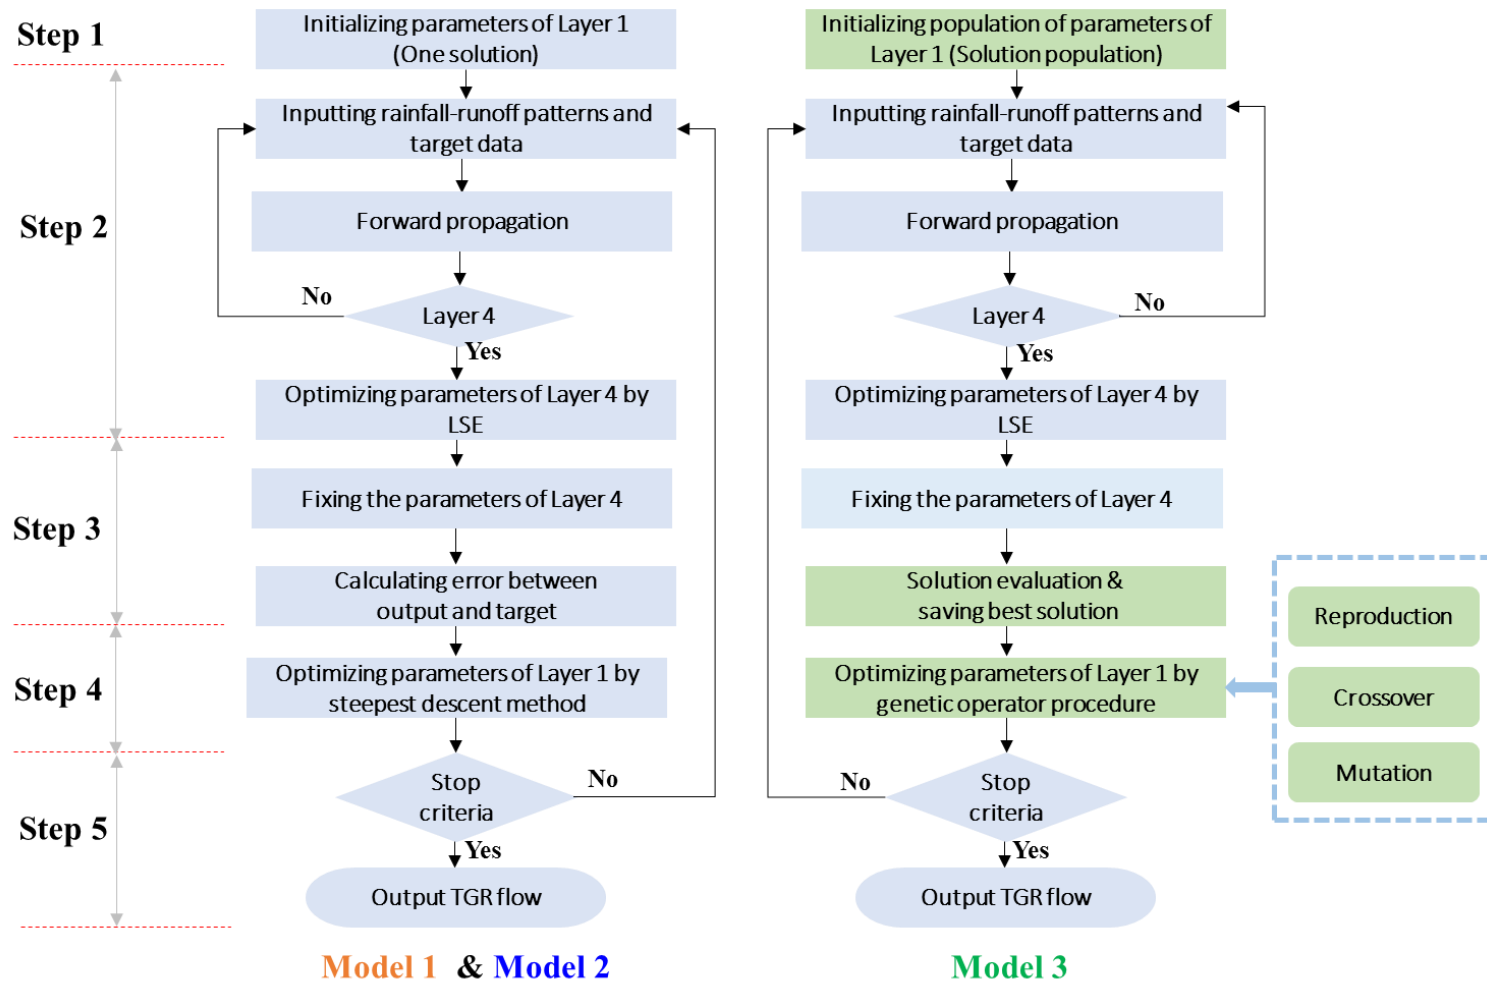 Step 1
Initializing parameters of Layer 1
(One solution)
Initializing population of parameters of
Layer 1 (Solution population)
Step 2
Inputting rainfall-runoff patterns and
target data
Forward propagation
No
Layer 4
Yes
Optimizing parameters of Layer 4 by
LSE
Inputting rainfall-runoff patterns and
target data
Forward propagation
Layer 4
No
Yes
Optimizing parameters of Layer 4 by
LSE
Step 3
Fixing the parameters of Layer 4
Calculating error between
output and target
Fixing the parameters of Layer 4
Solution evaluation &
saving best solution
Step 4
Optimizing parameters of Layer 1 by
steepest descent method
Optimizing parameters of Layer 1 by
genetic operator procedure
Reproduction
Crossover
Mutation
Step 5
Stop
criteria
No
Yes
Output TGR flow
No
Stop
criteria
Yes
Output TGR flow
Model 1 & Model 2
Model 3